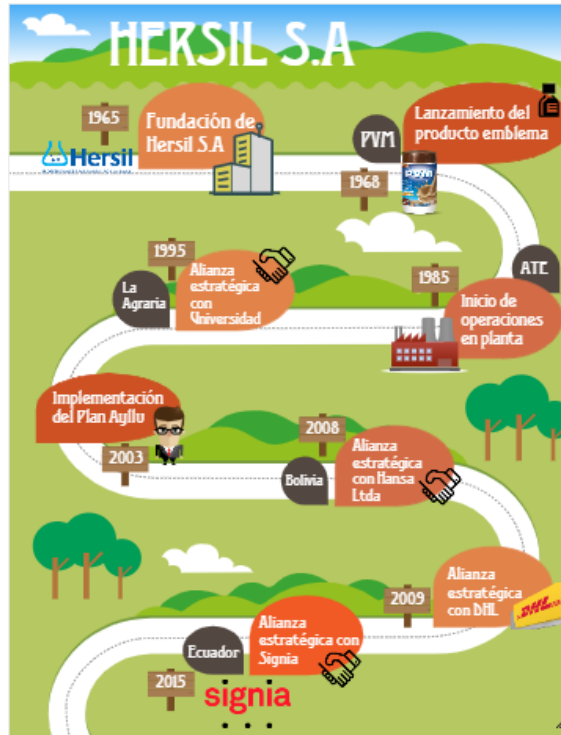 HERSIL S.A
1965
Fundación de
Hersil S.A
Hersil
PVM
Lanzamiento del
producto emblema
1968
ATE
1985
Inicio de
operaciones
en planta
1995
La
Agraria
Alianza
estratégica
con
Universidad
Implementación
del Plan Ayllu
2003
2008
Bolivia
Alianza
estratégica
con Hansa
Ltda
2009
Alianza
estratégica
con DHL
DHL
Ecuador
Alianza
estratégica con
Signia
2015
signia